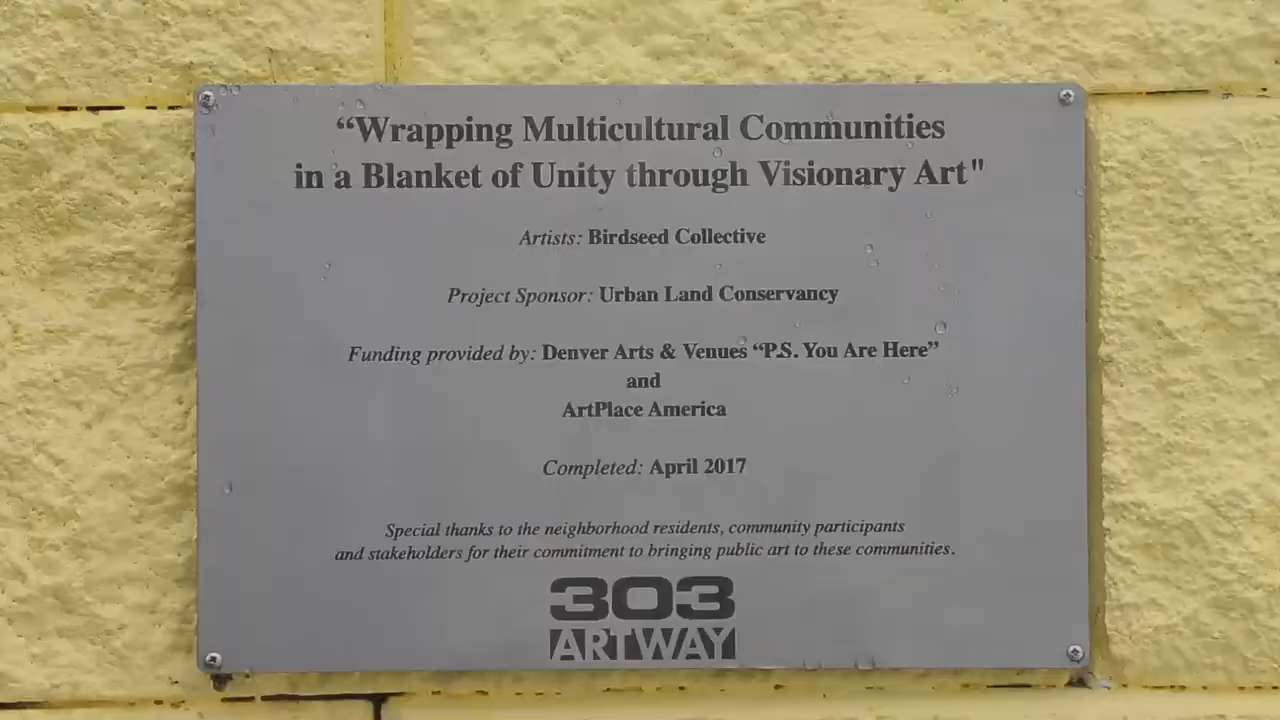 “Wrapping Multicultural Communities
in a Blanket of Unity through Visionary Art"
Artists: Birdseed Collective
Project Sponsor: Urban Land Conservancy
Funding provided by: Denver Arts & Venues “P.S. You Are Here”
and
ArtPlace America
Completed: April 2017
Special thanks to the neighborhood residents, community participants
and stakeholders for their commitment to bringing public art to these communities.
303
ARTWAY